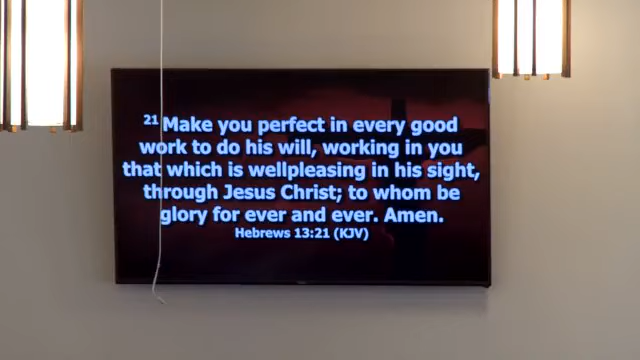 21 Make you perfect in every good
work to do his will, working in you
that which is wellpleasing in his sight,
through Jesus Christ; to whom be
glory for ever and ever. Amen.
Hebrews 13:21 (KJV)